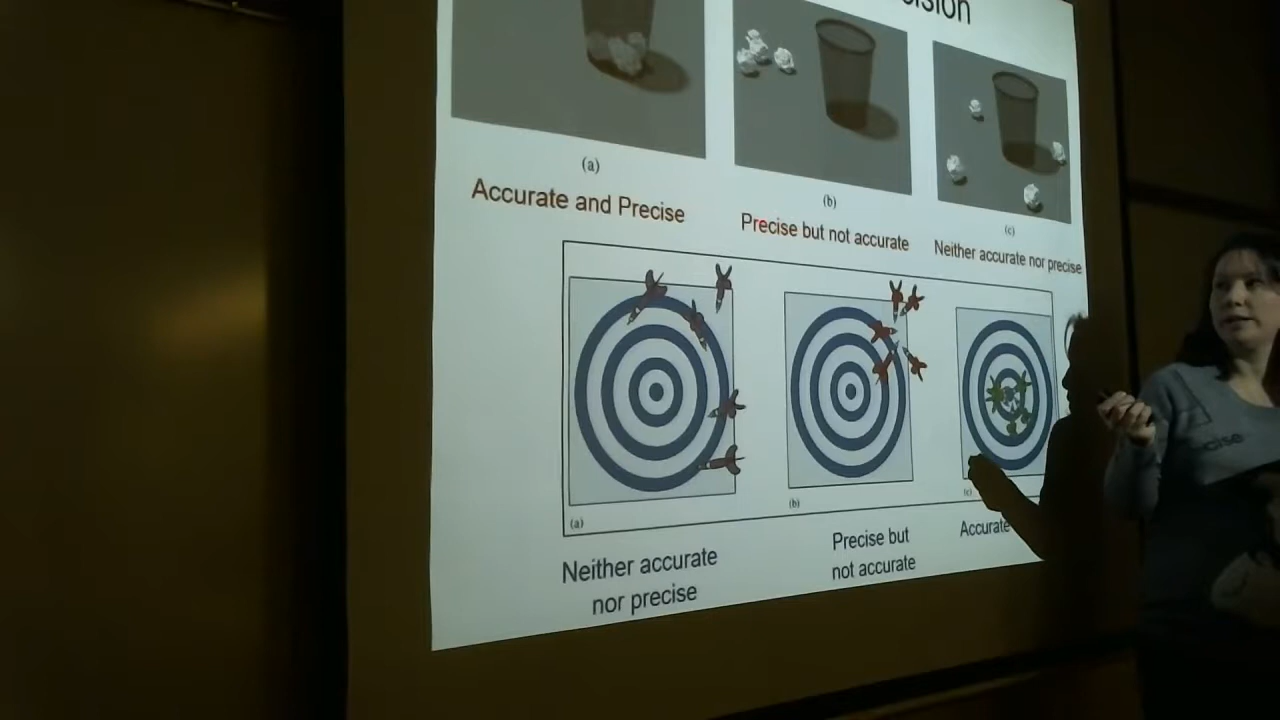 (a)
(b)
(c)
Accurate and Precise
Precise but not accurate
Neither accurate nor precise
(a)
(b)
(c)
Neither accurate
nor precise
Precise but
not accurate
Accurate